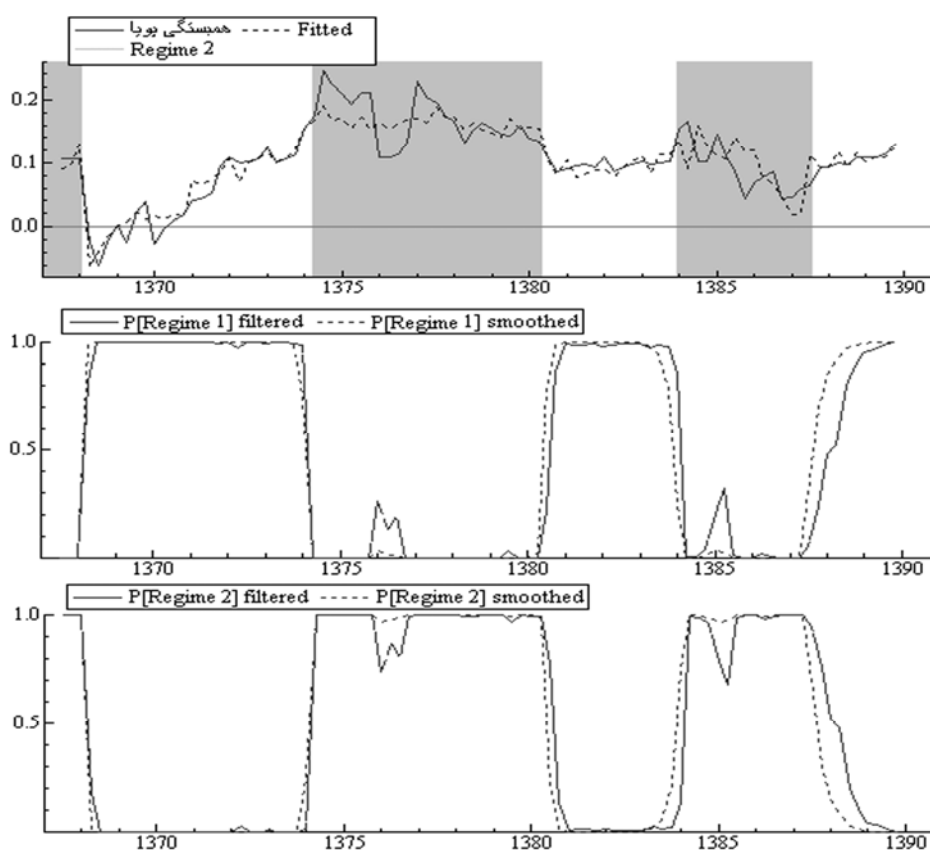 همبستگی پویا Fitted
Regime 2
0.2
0.1
0.0
1370 1375 1380 1385 1390
P[Regime 1] filtered P[Regime 1] smoothed
1.0
0.5
1370 1375 1380 1385 1390
P[Regime 2] filtered P[Regime 2] smoothed
1.0
0.5
1370 1375 1380 1385 1390